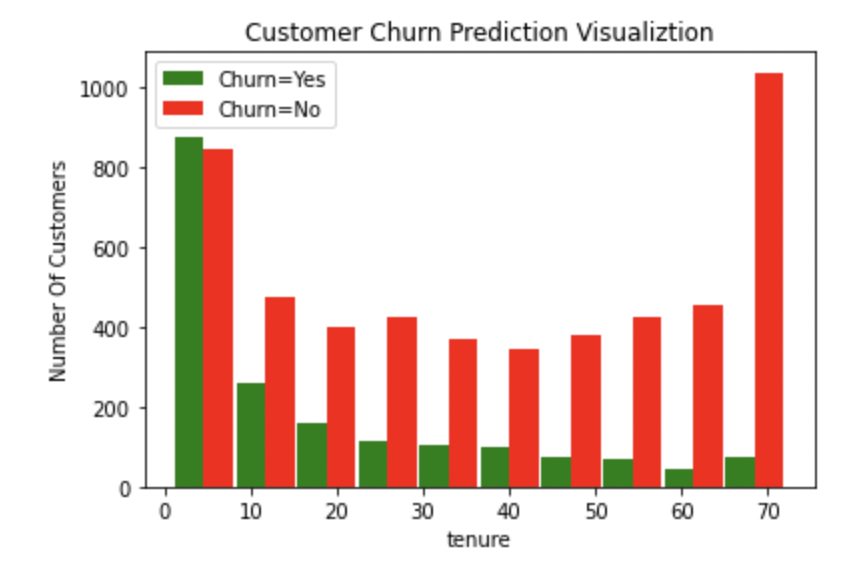 Customer Churn Prediction Visualiztion
Churn=Yes
Churn=No
1000
800
600
400
200
0
Number Of Customers
0 10 20 30 40 50 60 70
tenure